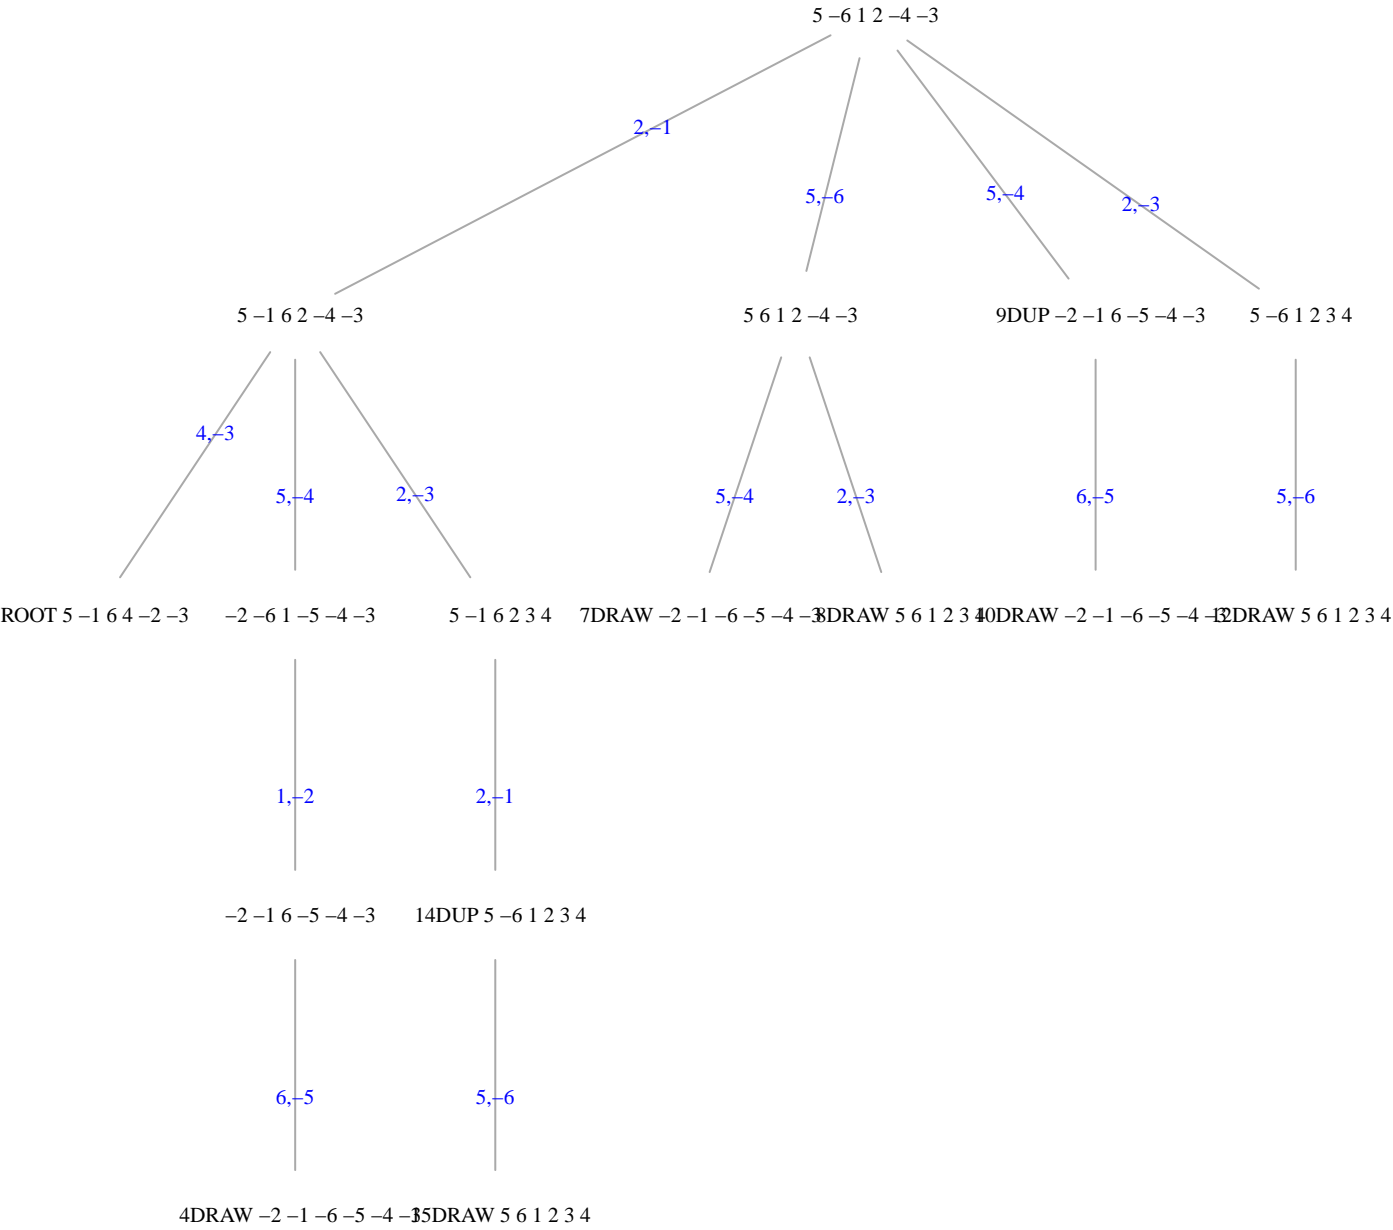 5 –6 1 2 –4 –3
2,–1
5,–6
5,–4
2,–3
5 –1 6 2 –4 –3
5 6 1 2 –4 –3
9DUP –2 –1 6 –5 –4 –3
5 –6 1 2 3 4
4,–3
5,–4
2,–3
5,–4
2,–3
6,–5
5,–6
ROOT 5 –1 6 4 –2 –3
–2 –6 1 –5 –4 –3
5 –1 6 2 3 4
7DRAW –2 –1 –6 –5 –4 –3
8DRAW 5 6 1 2 3 4
10DRAW –2 –1 –6 –5 –4 –3
12DRAW 5 6 1 2 3 4
1,–2
2,–1
–2 –1 6 –5 –4 –3
14DUP 5 –6 1 2 3 4
6,–5
5,–6
4DRAW –2 –1 –6 –5 –4 –3
15DRAW 5 6 1 2 3 4